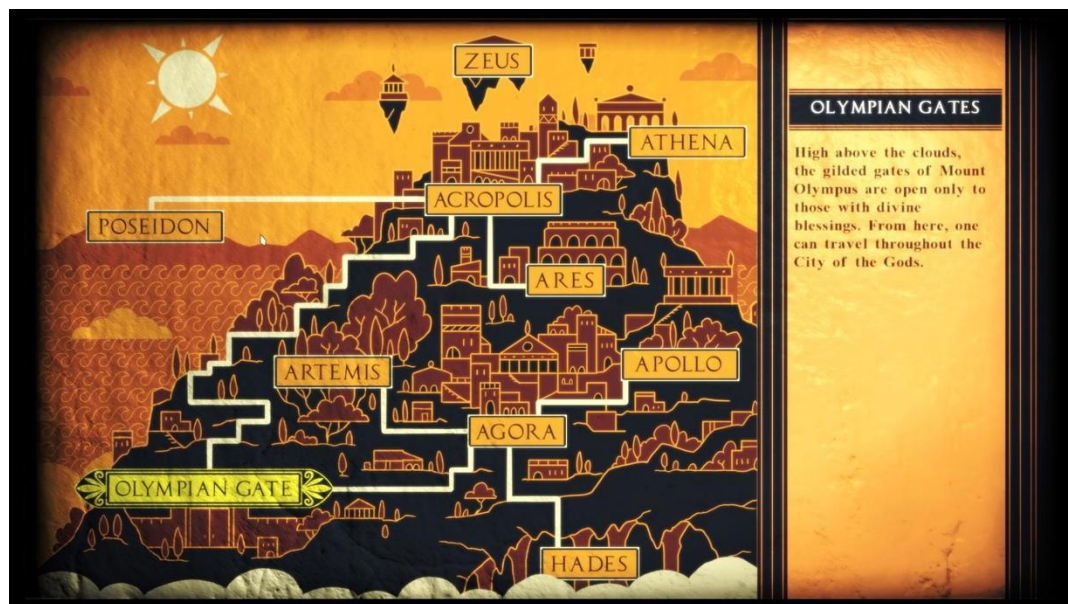 ZEUS
ATHENA
ACROPOLIS
POSEIDON
ARES
ARTEMIS
APOLLO
AGORA
OLYMPIAN GATE
HADES
OLYMPIAN GATES
High above the clouds,
the gilded gates of Mount
Olympus are open only to
those with divine
blessings. From here, one
can travel throughout the
City of the Gods.